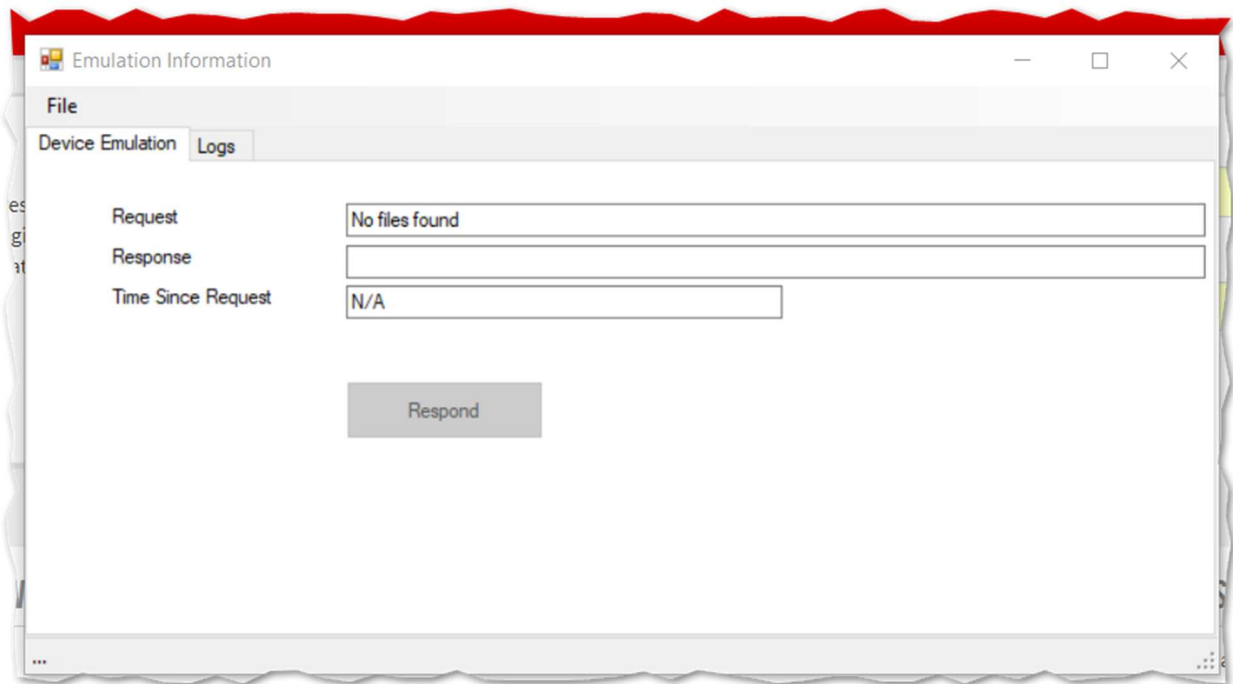 Emulation Information
File
Device Emulation Logs
Request No files found
Response
Time Since Request N/A
Respond
...